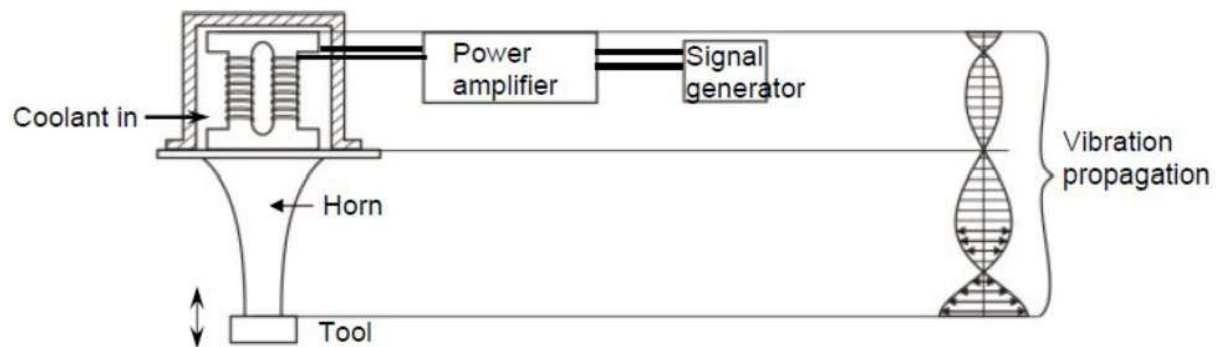 Power
amplifier
Signal
generator
Coolant in
Vibration
propagation
Horn
Tool